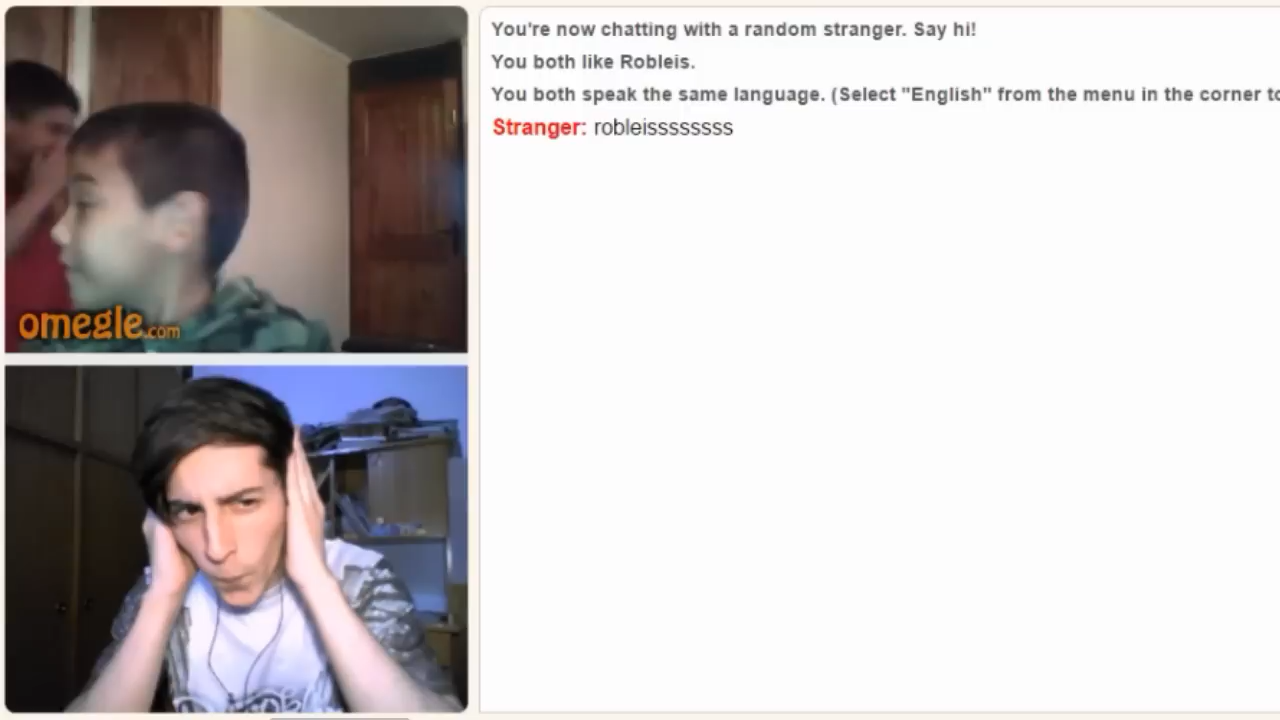 You're now chatting with a random stranger. Say hi!
You both like Robleis.
You both speak the same language. (Select "English" from the menu in the corner to
Stranger: robleisssssssss
omegle.com